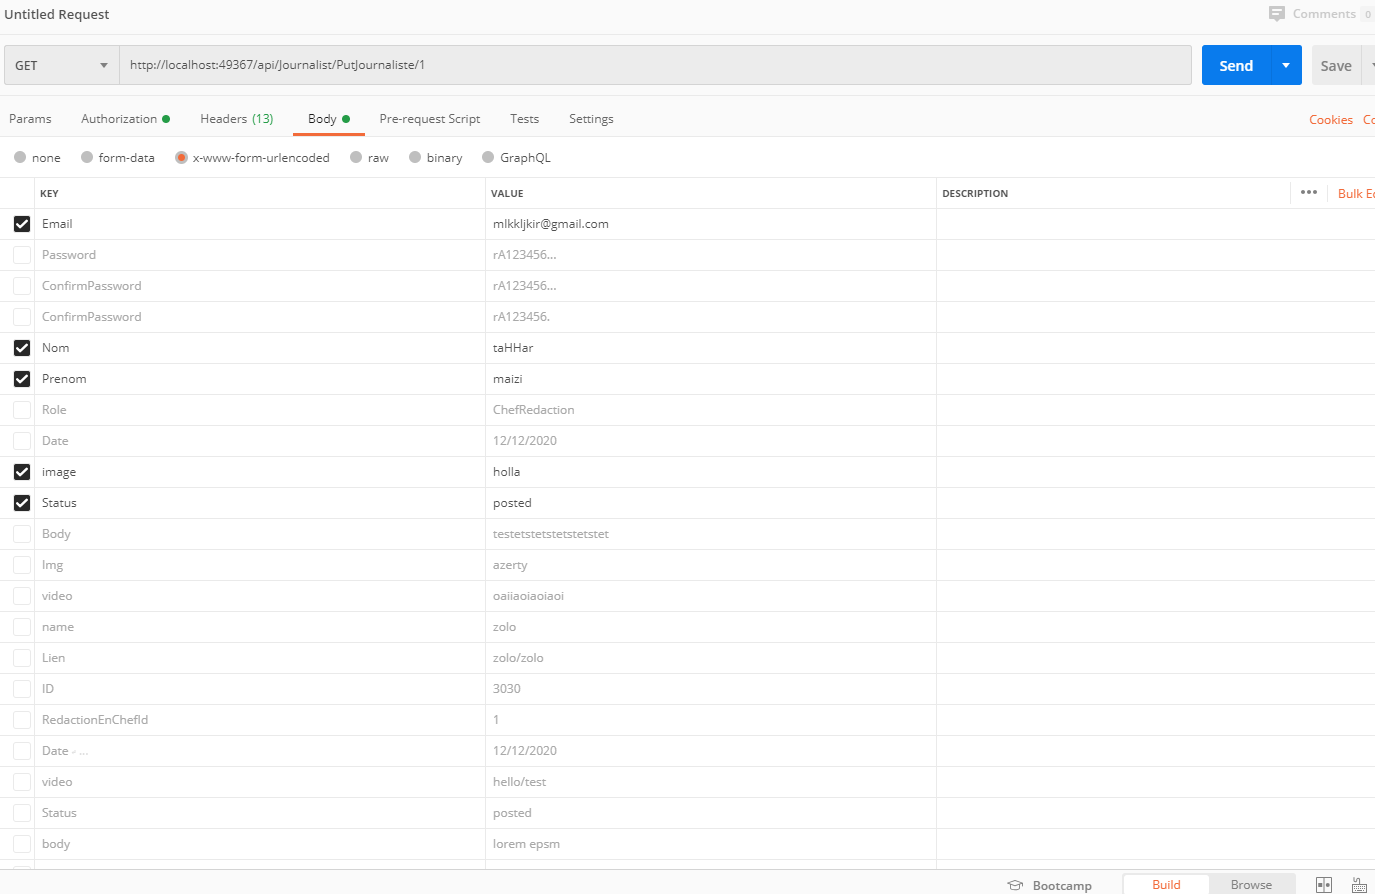 Untitled Request
Comments 0
GET http://localhost:49367/api/Journalist/PutJournaliste/1 Send Save
Params Authorization Headers (13) Body Pre-request Script Tests Settings Cookies
none form-data x-www-form-urlencoded raw binary GraphQL
KEY VALUE DESCRIPTION ••• Bulk
Email mlkkljkir@gmail.com
Password rA123456...
ConfirmPassword rA123456...
ConfirmPassword rA123456.
Nom taHHar
Prenom maizi
Role ChefRedaction
Date 12/12/2020
image holla
Status posted
Body testetstetstetstetstet
Img azerty
video oaiiaoiaoiaoi
name zolo
Lien zolo/zolo
ID 3030
RedactionEnChefId 1
Date 12/12/2020
video hello/test
Status posted
body lorem epsm
Bootcamp Build Browse